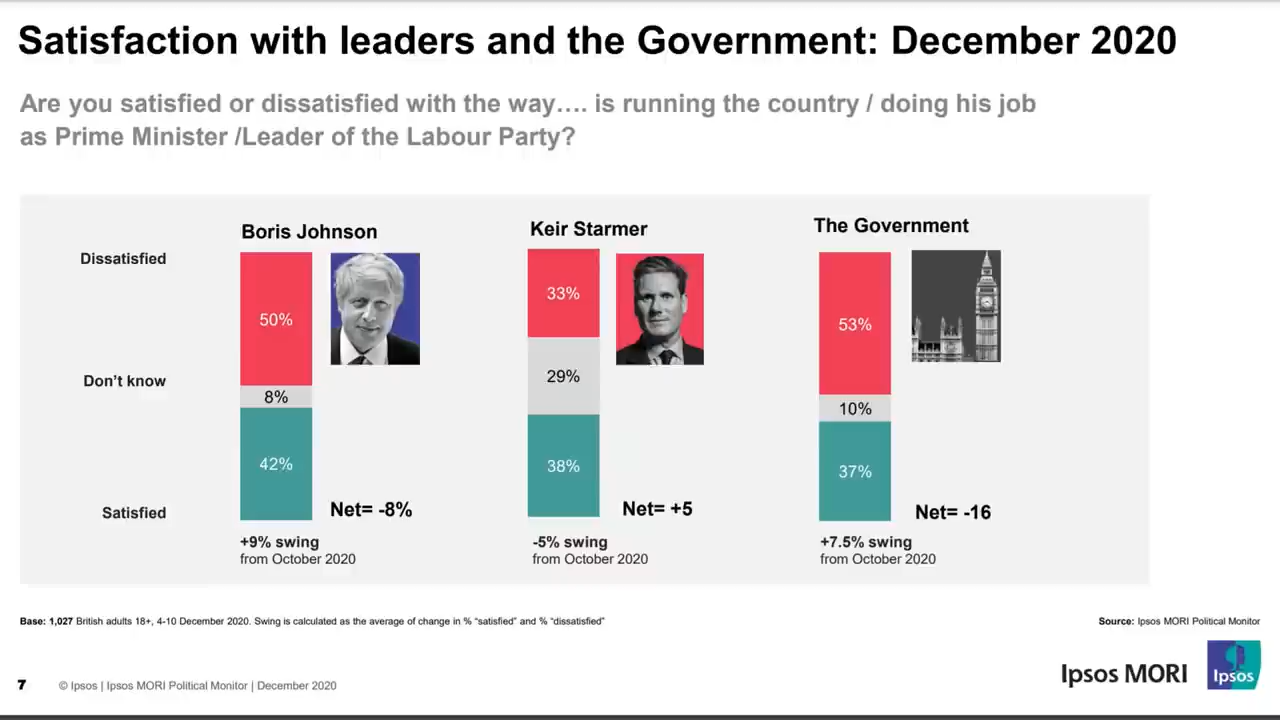 Satisfaction with leaders and the Government: December 2020
Are you satisfied or dissatisfied with the way…. is running the country / doing his job
as Prime Minister /Leader of the Labour Party?
Boris Johnson
Keir Starmer
The Government
Dissatisfied
50%
33%
53%
Don't know
8%
29%
10%
42%
38%
37%
Satisfied
Net= -8%
Net= +5
Net= -16
+9% swing
from October 2020
-5% swing
from October 2020
+7.5% swing
from October 2020
Base: 1,027 British adults 18+, 4-10 December 2020. Swing is calculated as the average of change in % “satisfied” and % “dissatisfied”
Source: Ipsos MORI Political Monitor
7
© Ipsos | Ipsos MORI Political Monitor | December 2020
Ipsos MORI
Ipsos